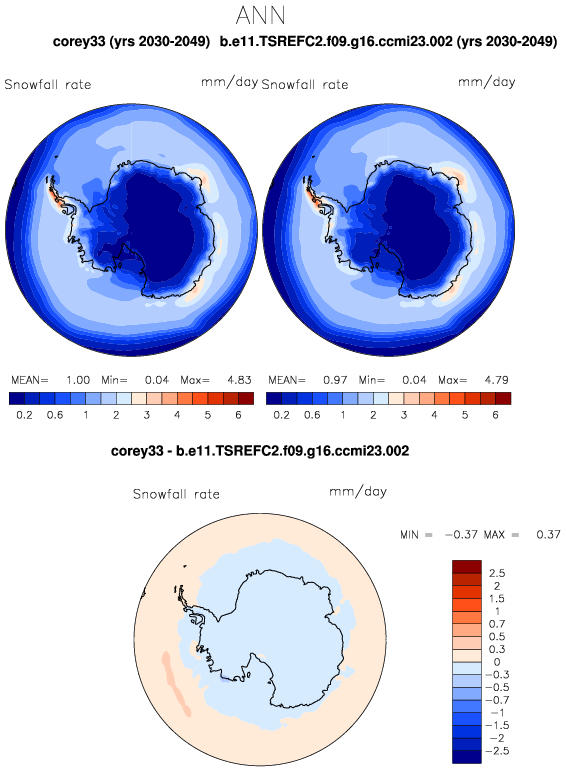 ANN
corey33 (yrs 2030-2049) b.e11.TSREFC2.f09.g16.ccmi23.002 (yrs 2030-2049)
Snowfall rate mm/day Snowfall rate mm/day
MEAN= 1.00 Min= 0.04 Max= 4.83 MEAN= 0.97 Min= 0.04 Max= 4.79
0.2 0.6 1 2 3 4 5 6 0.2 0.6 1 2 3 4 5 6
corey33 - b.e11.TSREFC2.f09.g16.ccmi23.002
Snowfall rate mm/day
MIN = -0.37 MAX = 0.37
2.5
2
1.5
1
0.7
0.5
0.3
0
-0.3
-0.5
-0.7
-1
-1.5
-2
-2.5